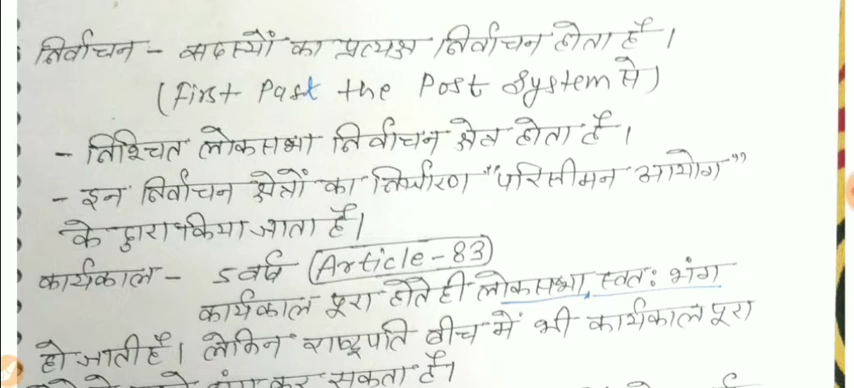 निर्वाचन - सदस्यों का प्रत्यक्ष निर्वाचन होता है।
(First Past the Post System से)
- निश्चित लोकसभा निर्वाचन क्षेत्र होता है।
- इन निर्वाचन क्षेत्रों का निर्धारण "परिसीमन आयोग"
के द्वारा किया जाता है।
कार्यकाल - 5 वर्ष (Article-83)
कार्यकाल पूरा होते ही लोकसभा स्वतः भंग
हो जाती है। लेकिन राष्ट्रपति बीच में भी कार्यकाल पूरा
भंग कर सकता है।